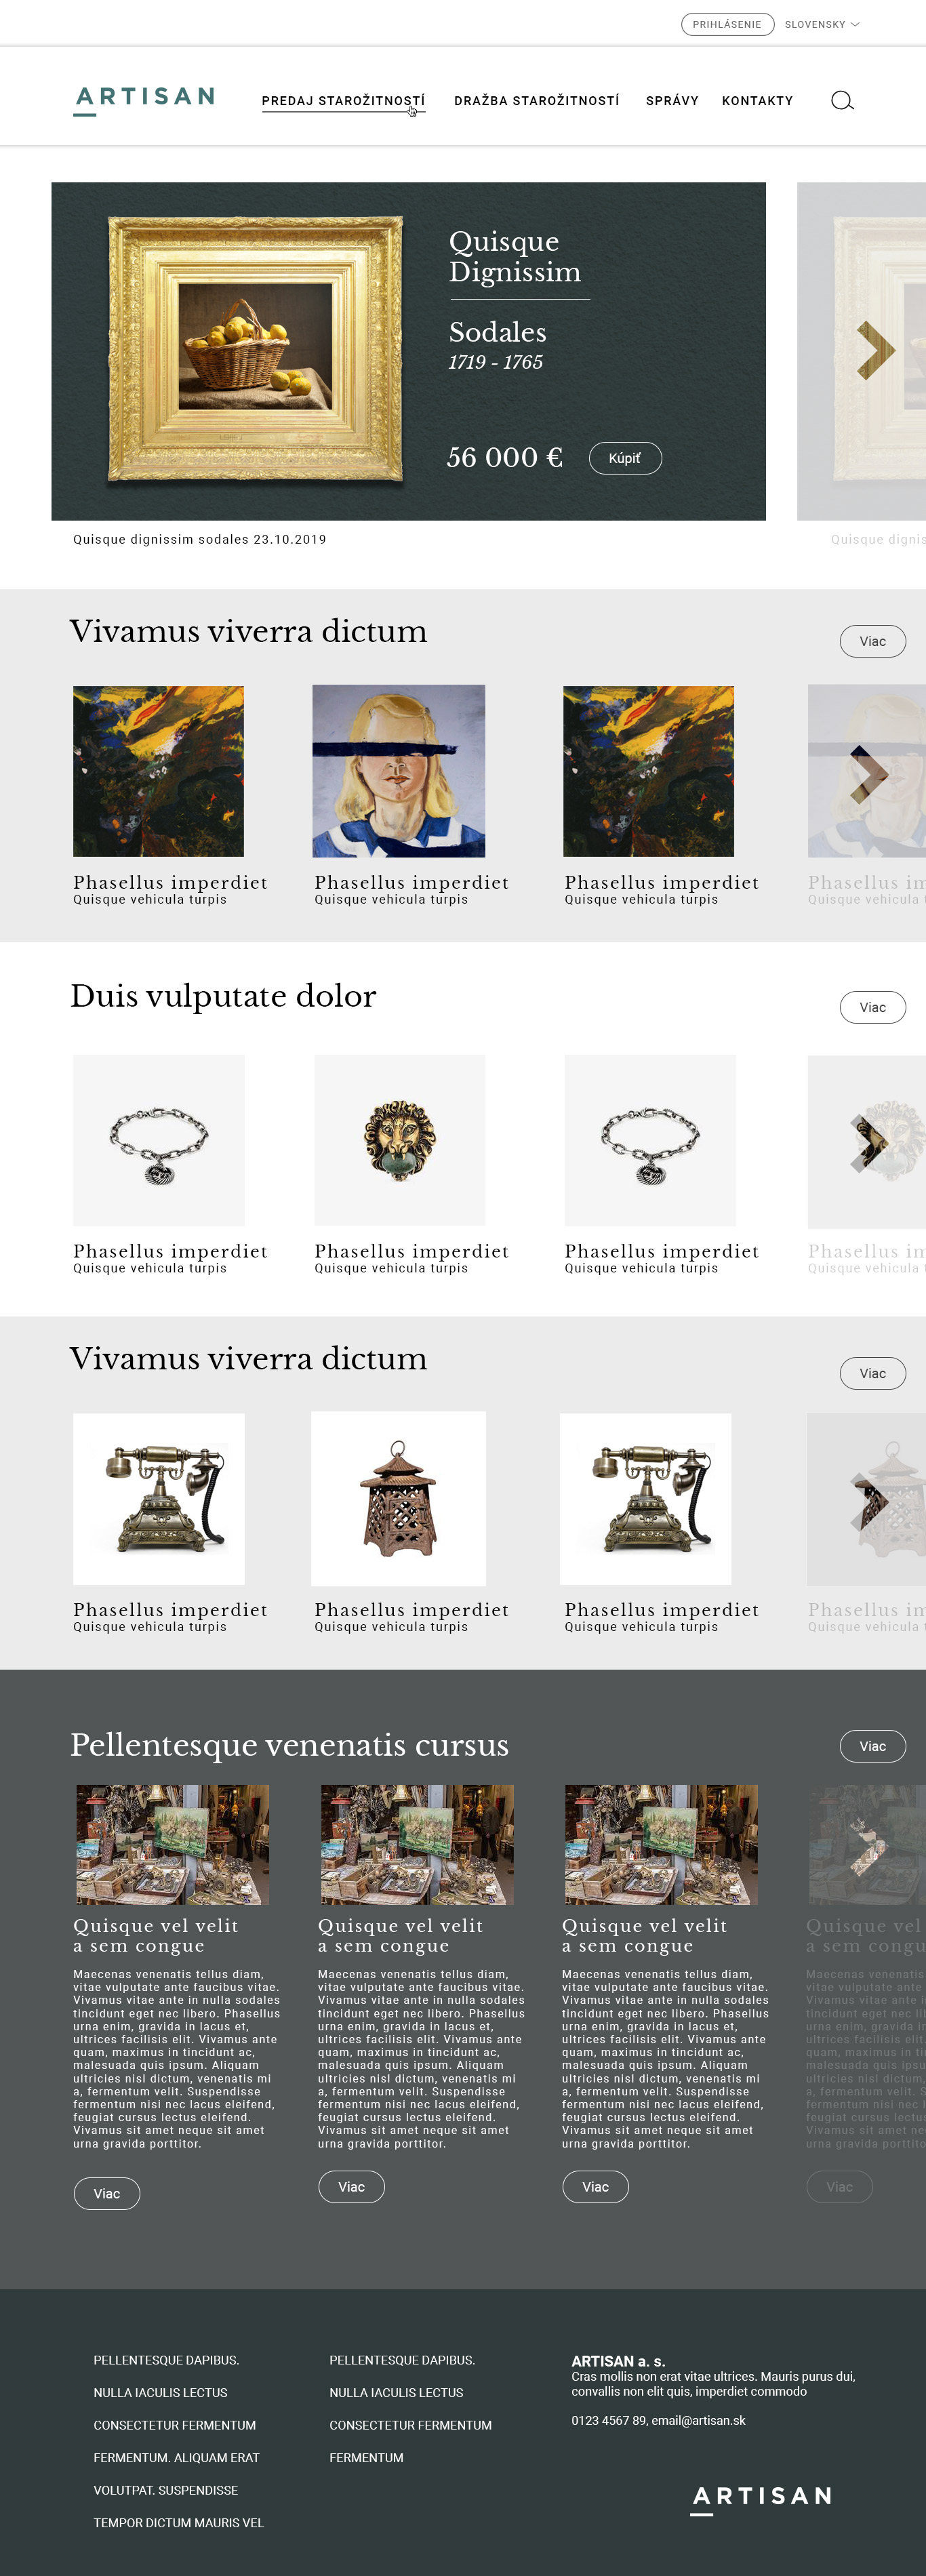 PRIHLÁSENIE SLOVENSKY
ARTISAN
PREDAJ STAROŽITNOSTÍ DRAŽBA STAROŽITNOSTÍ SPRÁVY KONTAKTY
Quisque
Dignissim
Sodales
1719 - 1765
56 000 € Kúpiť
Quisque dignissim sodales 23.10.2019
Quisque dignis
Vivamus viverra dictum
Viac
Phasellus imperdiet
Quisque vehicula turpis
Phasellus imperdiet
Quisque vehicula turpis
Phasellus imperdiet
Quisque vehicula turpis
Phasellus im
Quisque vehicula t
Duis vulputate dolor
Viac
Phasellus imperdiet
Quisque vehicula turpis
Phasellus imperdiet
Quisque vehicula turpis
Phasellus imperdiet
Quisque vehicula turpis
Phasellus im
Quisque vehicula t
Vivamus viverra dictum
Viac
Phasellus imperdiet
Quisque vehicula turpis
Phasellus imperdiet
Quisque vehicula turpis
Phasellus imperdiet
Quisque vehicula turpis
Phasellus im
Quisque vehicula t
Pellentesque venenatis cursus
Viac
Quisque vel velit
a sem congue
Maecenas venenatis tellus diam,
vitae vulputate ante faucibus vitae.
Vivamus vitae ante in nulla sodales
tincidunt eget nec libero. Phasellus
urna enim, gravida in lacus et,
ultrices facilisis elit. Vivamus ante
quam, maximus in tincidunt ac,
malesuada quis ipsum. Aliquam
ultricies nisl dictum, venenatis mi
a, fermentum velit. Suspendisse
fermentum nisi nec lacus eleifend,
feugiat cursus lectus eleifend.
Vivamus sit amet neque sit amet
urna gravida porttitor.
Viac
Quisque vel velit
a sem congue
Maecenas venenatis tellus diam,
vitae vulputate ante faucibus vitae.
Vivamus vitae ante in nulla sodales
tincidunt eget nec libero. Phasellus
urna enim, gravida in lacus et,
ultrices facilisis elit. Vivamus ante
quam, maximus in tincidunt ac,
malesuada quis ipsum. Aliquam
ultricies nisl dictum, venenatis mi
a, fermentum velit. Suspendisse
fermentum nisi nec lacus eleifend,
feugiat cursus lectus eleifend.
Vivamus sit amet neque sit amet
urna gravida porttitor.
Viac
Quisque vel velit
a sem congue
Maecenas venenatis tellus diam,
vitae vulputate ante faucibus vitae.
Vivamus vitae ante in nulla sodales
tincidunt eget nec libero. Phasellus
urna enim, gravida in lacus et,
ultrices facilisis elit. Vivamus ante
quam, maximus in tincidunt ac,
malesuada quis ipsum. Aliquam
ultricies nisl dictum, venenatis mi
a, fermentum velit. Suspendisse
fermentum nisi nec lacus eleifend,
feugiat cursus lectus eleifend.
Vivamus sit amet neque sit amet
urna gravida porttitor.
Viac
Quisque vel
a sem congu
Maecenas venenatis
vitae vulputate ante
Vivamus vitae ante i
tincidunt eget nec lib
urna enim, gravida in
ultrices facilisis elit
quam, maximus in ti
malesuada quis ipsu
ultricies nisl dictum,
a, fermentum velit. S
fermentum nisi nec l
feugiat cursus lectus
Vivamus sit amet ne
urna gravida porttito
Viac
PELLENTESQUE DAPIBUS.
NULLA IACULIS LECTUS
CONSECTETUR FERMENTUM
FERMENTUM. ALIQUAM ERAT
VOLUTPAT. SUSPENDISSE
TEMPOR DICTUM MAURIS VEL
PELLENTESQUE DAPIBUS.
NULLA IACULIS LECTUS
CONSECTETUR FERMENTUM
FERMENTUM
ARTISAN a. s.
Cras mollis non erat vitae ultrices. Mauris purus dui,
convallis non elit quis, imperdiet commodo
0123 4567 89, email@artisan.sk
ARTISAN